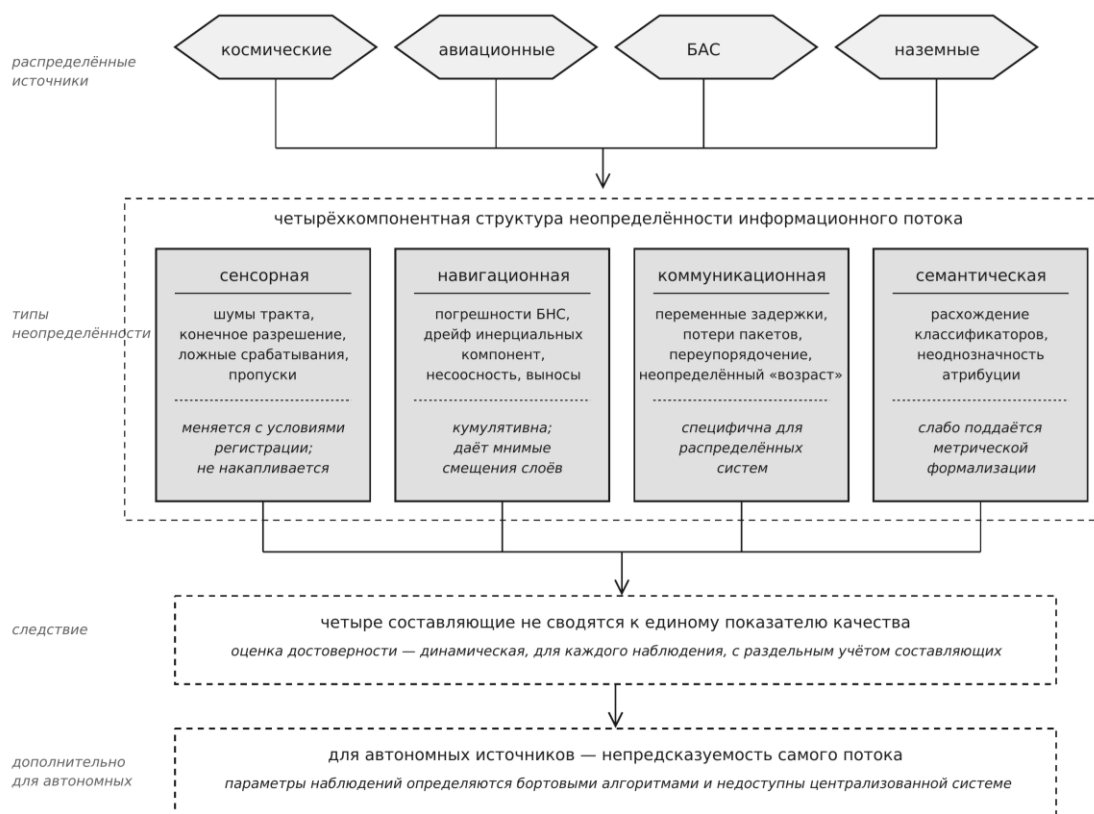 распределённые
источники
космические
авиационные
БАС
наземные
четырёхкомпонентная структура неопределённости информационного потока
типы
неопределённости
сенсорная
шумы тракта,
конечное разрешение,
ложные срабатывания,
пропуски
меняется с условиями
регистрации;
не накапливается
навигационная
погрешности БНС,
дрейф инерциальных
компонент,
несоосность, выносы
кумулятивна;
даёт мнимые
смещения слоёв
коммуникационная
переменные задержки,
потери пакетов,
переупорядочение,
неопределённый «возраст»
специфична для
распределённых
систем
семантическая
расхождение
классификаторов,
неоднозначность
атрибуции
слабо поддаётся
метрической
формализации
следствие
четыре составляющие не сводятся к единому показателю качества
оценка достоверности — динамическая, для каждого наблюдения, с раздельным учётом составляющих
дополнительно
для автономных
для автономных источников — непредсказуемость самого потока
параметры наблюдений определяются бортовыми алгоритмами и недоступны централизованной системе